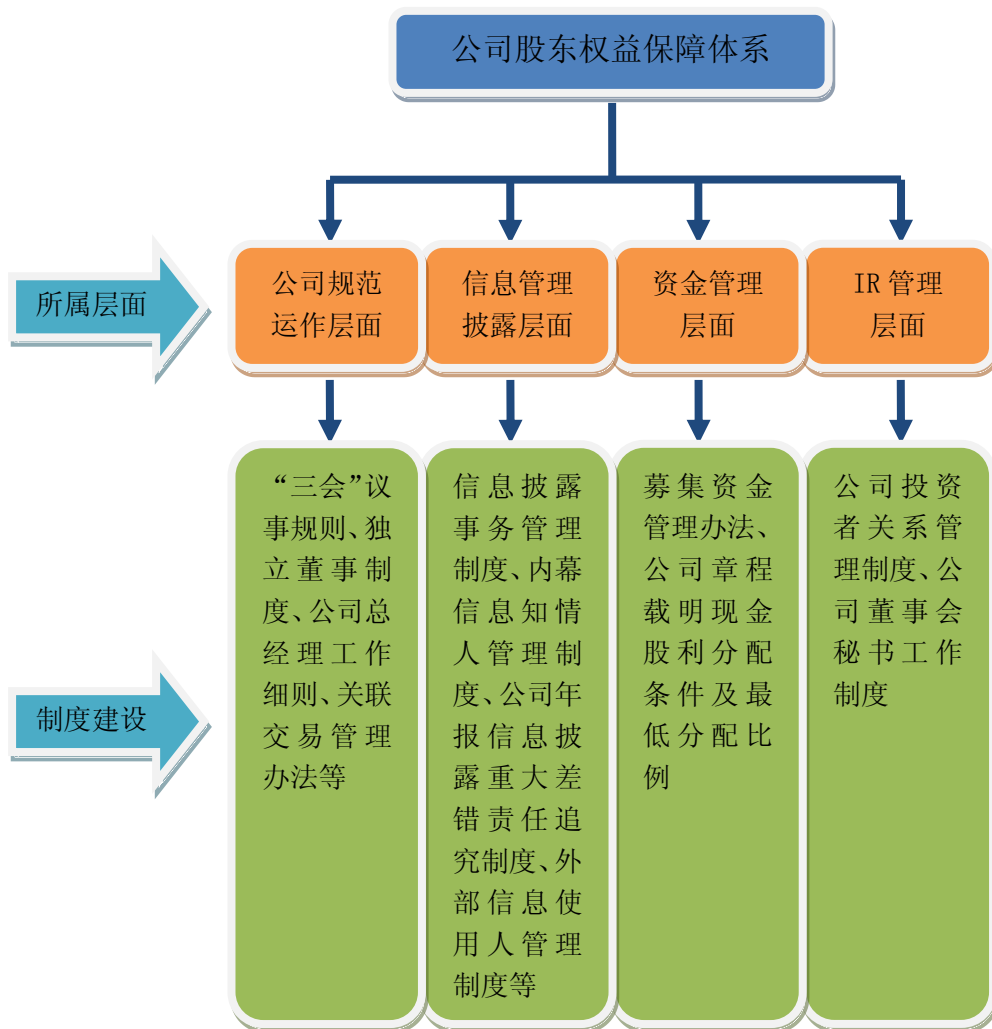 公司股东权益保障体系
所属层面
公司规范
运作层面
信息管理
披露层面
资金管理
层面
IR 管理
层面
制度建设
“三会”议
事规则、独
立董事制
度、公司总
经理工作
细则、关联
交易管理
办法等
信息披露
事务管理
制度、内幕
信息知情
人管理制
度、公司年
报信息披
露重大差
错责任追
究制度、外
部信息使
用人管理
制度等
募集资金
管理办法、
公司章程
载明现金
股利分配
条件及最
低分配比
例
公司投资
者关系管
理制度、公
司董事会
秘书工作
制度